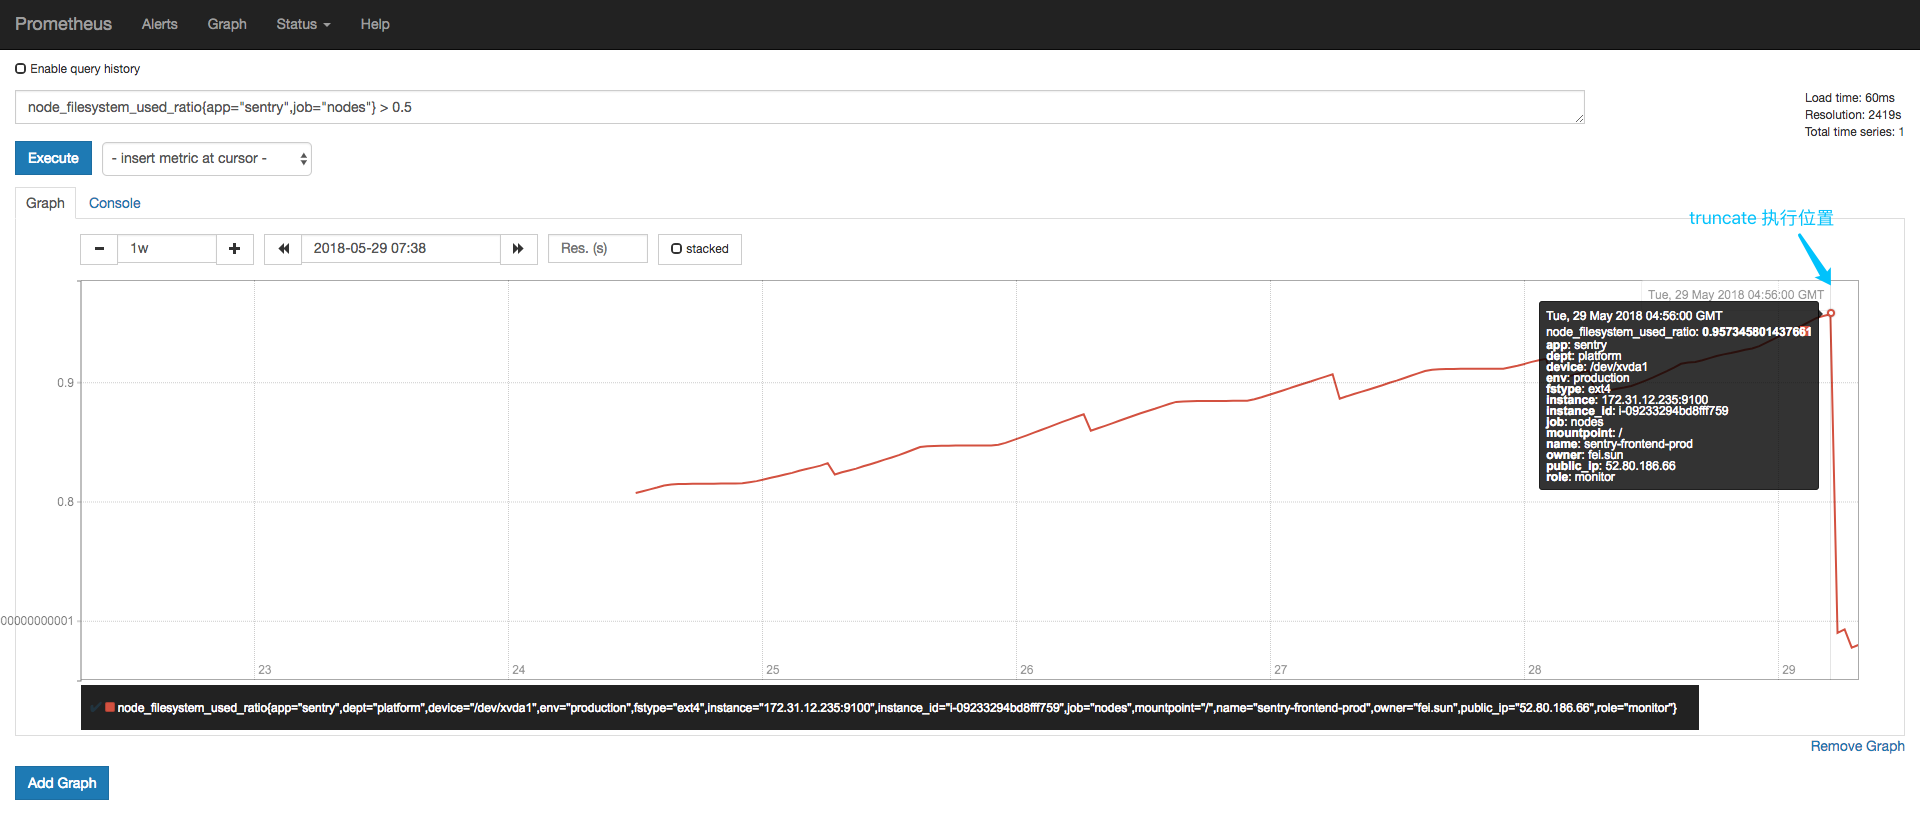 Prometheus Alerts Graph Status Help
Enable query history
node_filesystem_used_ratio{app="sentry",job="nodes"} > 0.5
Load time: 60ms
Resolution: 2419s
Total time series: 1
Execute - insert metric at cursor -
Graph Console
truncate 执行位置
1w 2018-05-29 07:38 Res. (s) stacked
Tue, 29 May 2018 04:56:00 GMT
Tue, 29 May 2018 04:56:00 GMT
node_filesystem_used_ratio: 0.957345801437661
app: sentry
dept: platform
device: /dev/xvda1
env: production
fstype: ext4
instance: 172.31.12.235:9100
instance_id: i-09233294bd8fff759
job: nodes
mountpoint: /
name: sentry-frontend-prod
owner: fei.sun
public_ip: 52.80.186.66
role: monitor
0.9
0.8
00000000001
23 24 25 26 27 28 29
node_filesystem_used_ratio{app="sentry",dept="platform",device="/dev/xvda1",env="production",fstype="ext4",instance="172.31.12.235:9100",instance_id="i-09233294bd8fff759",job="nodes",mountpoint="/",name="sentry-frontend-prod",owner="fei.sun",public_ip="52.80.186.66",role="monitor"}
Remove Graph
Add Graph